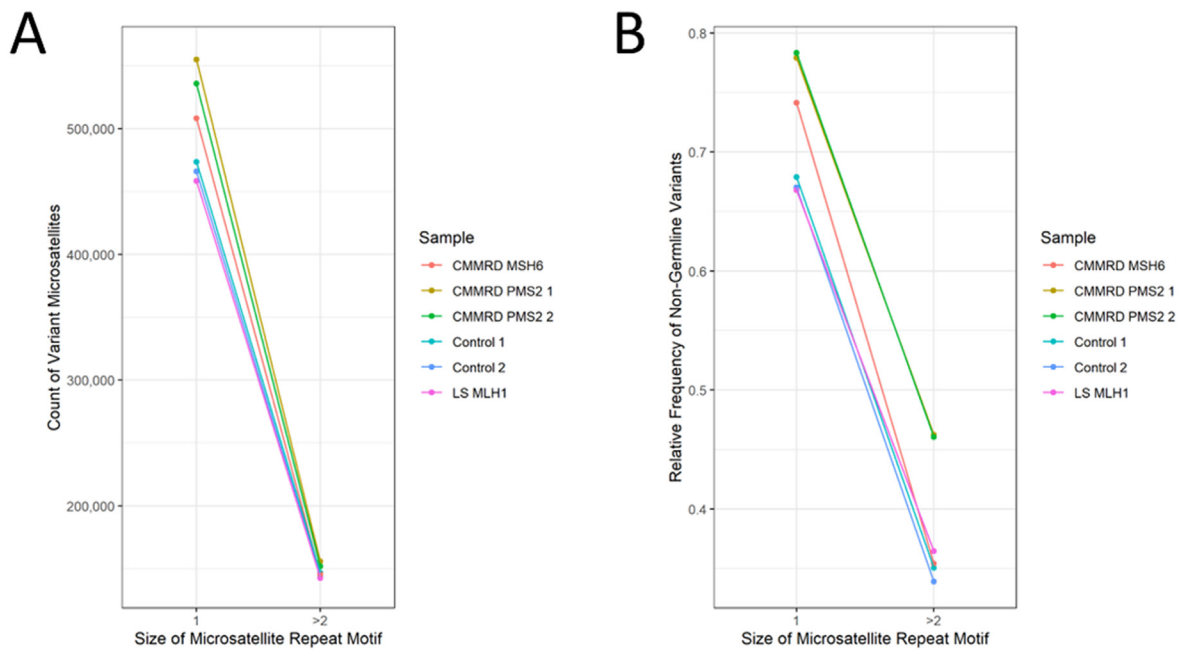 A
Count of Variant Microsatellites
500,000
400,000
300,000
200,000
1
>2
Size of Microsatellite Repeat Motif
Sample
CMMRD MSH6
CMMRD PMS2 1
CMMRD PMS2 2
Control 1
Control 2
LS MLH1
B
Relative Frequency of Non-Germline Variants
0.8
0.7
0.6
0.5
0.4
1
>2
Size of Microsatellite Repeat Motif
Sample
CMMRD MSH6
CMMRD PMS2 1
CMMRD PMS2 2
Control 1
Control 2
LS MLH1